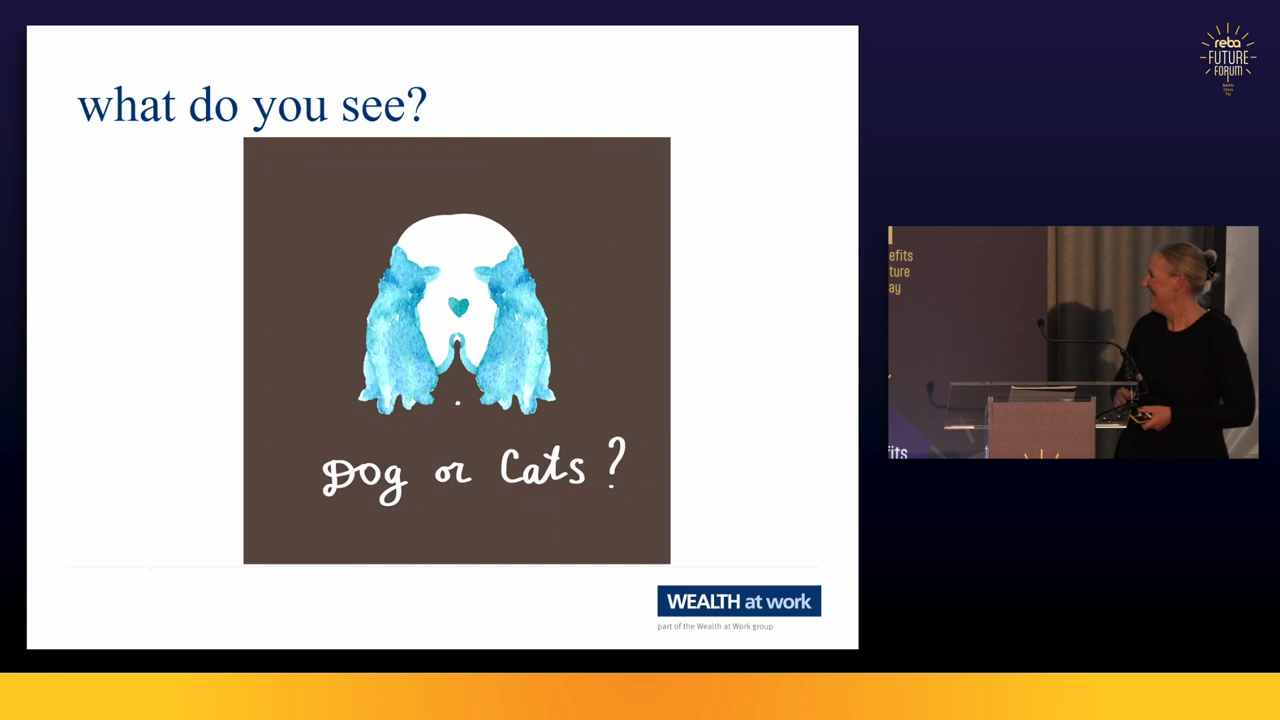 what do you see?
Dog or Cats ?
WEALTH at work
part of the Wealth at Work group
reba
FUTURE
FORUM
efits
ture
ay
fits